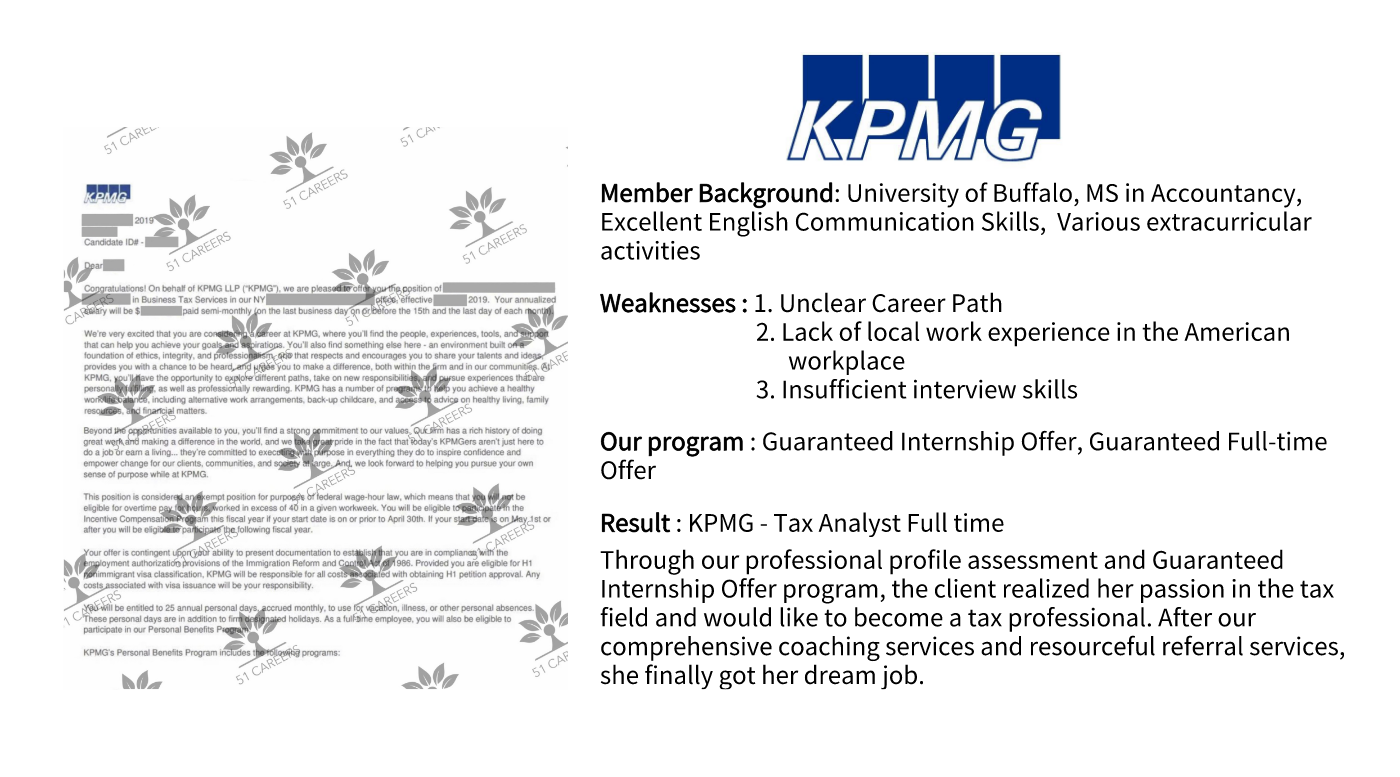 51 CAREE
51 CAREERS
KPMG
2019
Candidate ID# -
Dear
Congratulations! On behalf of KPMG LLP ("KPMG"), we are pleased to offer you the position of
in Business Tax Services in our NY office, effective 2019. Your annualized
salary will be $ paid semi-monthly (on the last business day on or before the 15th and the last day of each month).
We're very excited that you are considering a career at KPMG, where you'll find the people, experiences, tools, and support
that can help you achieve your goals and aspirations. You'll also find something else here - an environment built on a
foundation of ethics, integrity, and professionalism, one that respects and encourages you to share your talents and ideas,
provides you with a chance to be heard, and urges you to make a difference, both within the firm and in our communities. At
KPMG, you'll have the opportunity to explore different paths, take on new responsibilities, and pursue experiences that are
personally fulfilling, as well as professionally rewarding. KPMG has a number of programs to help you achieve a healthy
work/life balance, including alternative work arrangements, back-up childcare, and access to advice on healthy living, family
resources, and financial matters.
Beyond the opportunities available to you, you'll find a strong commitment to our values. Our firm has a rich history of doing
great work and making a difference in the world, and we take great pride in the fact that today's KPMGers aren't just here to
do a job or earn a living... they're committed to executing with purpose in everything they do to inspire confidence and
empower change for our clients, communities, and society at large. And, we look forward to helping you pursue your own
sense of purpose while at KPMG.
This position is considered an exempt position for purposes of federal wage-hour law, which means that you will not be
eligible for overtime pay for hours worked in excess of 40 in a given workweek. You will be eligible to participate in the
Incentive Compensation Program this fiscal year if your start date is on or prior to April 30th. If your start date is on May 1st or
after you will be eligible to participate the following fiscal year.
Your offer is contingent upon your ability to present documentation to establish that you are in compliance with the
employment authorization provisions of the Immigration Reform and Control Act of 1986. Provided you are eligible for H1
nonimmigrant visa classification, KPMG will be responsible for all costs associated with obtaining H1 petition approval. Any
costs associated with visa issuance will be your responsibility.
You will be entitled to 25 annual personal days, accrued monthly, to use for vacation, illness, or other personal absences.
These personal days are in addition to firm designated holidays. As a full-time employee, you will also be eligible to
participate in our Personal Benefits Program.
KPMG's Personal Benefits Program includes the following programs:
KPMG
Member Background: University of Buffalo, MS in Accountancy,
Excellent English Communication Skills, Various extracurricular
activities
Weaknesses : 1. Unclear Career Path
2. Lack of local work experience in the American
workplace
3. Insufficient interview skills
Our program : Guaranteed Internship Offer, Guaranteed Full-time
Offer
Result : KPMG - Tax Analyst Full time
Through our professional profile assessment and Guaranteed
Internship Offer program, the client realized her passion in the tax
field and would like to become a tax professional. After our
comprehensive coaching services and resourceful referral services,
she finally got her dream job.